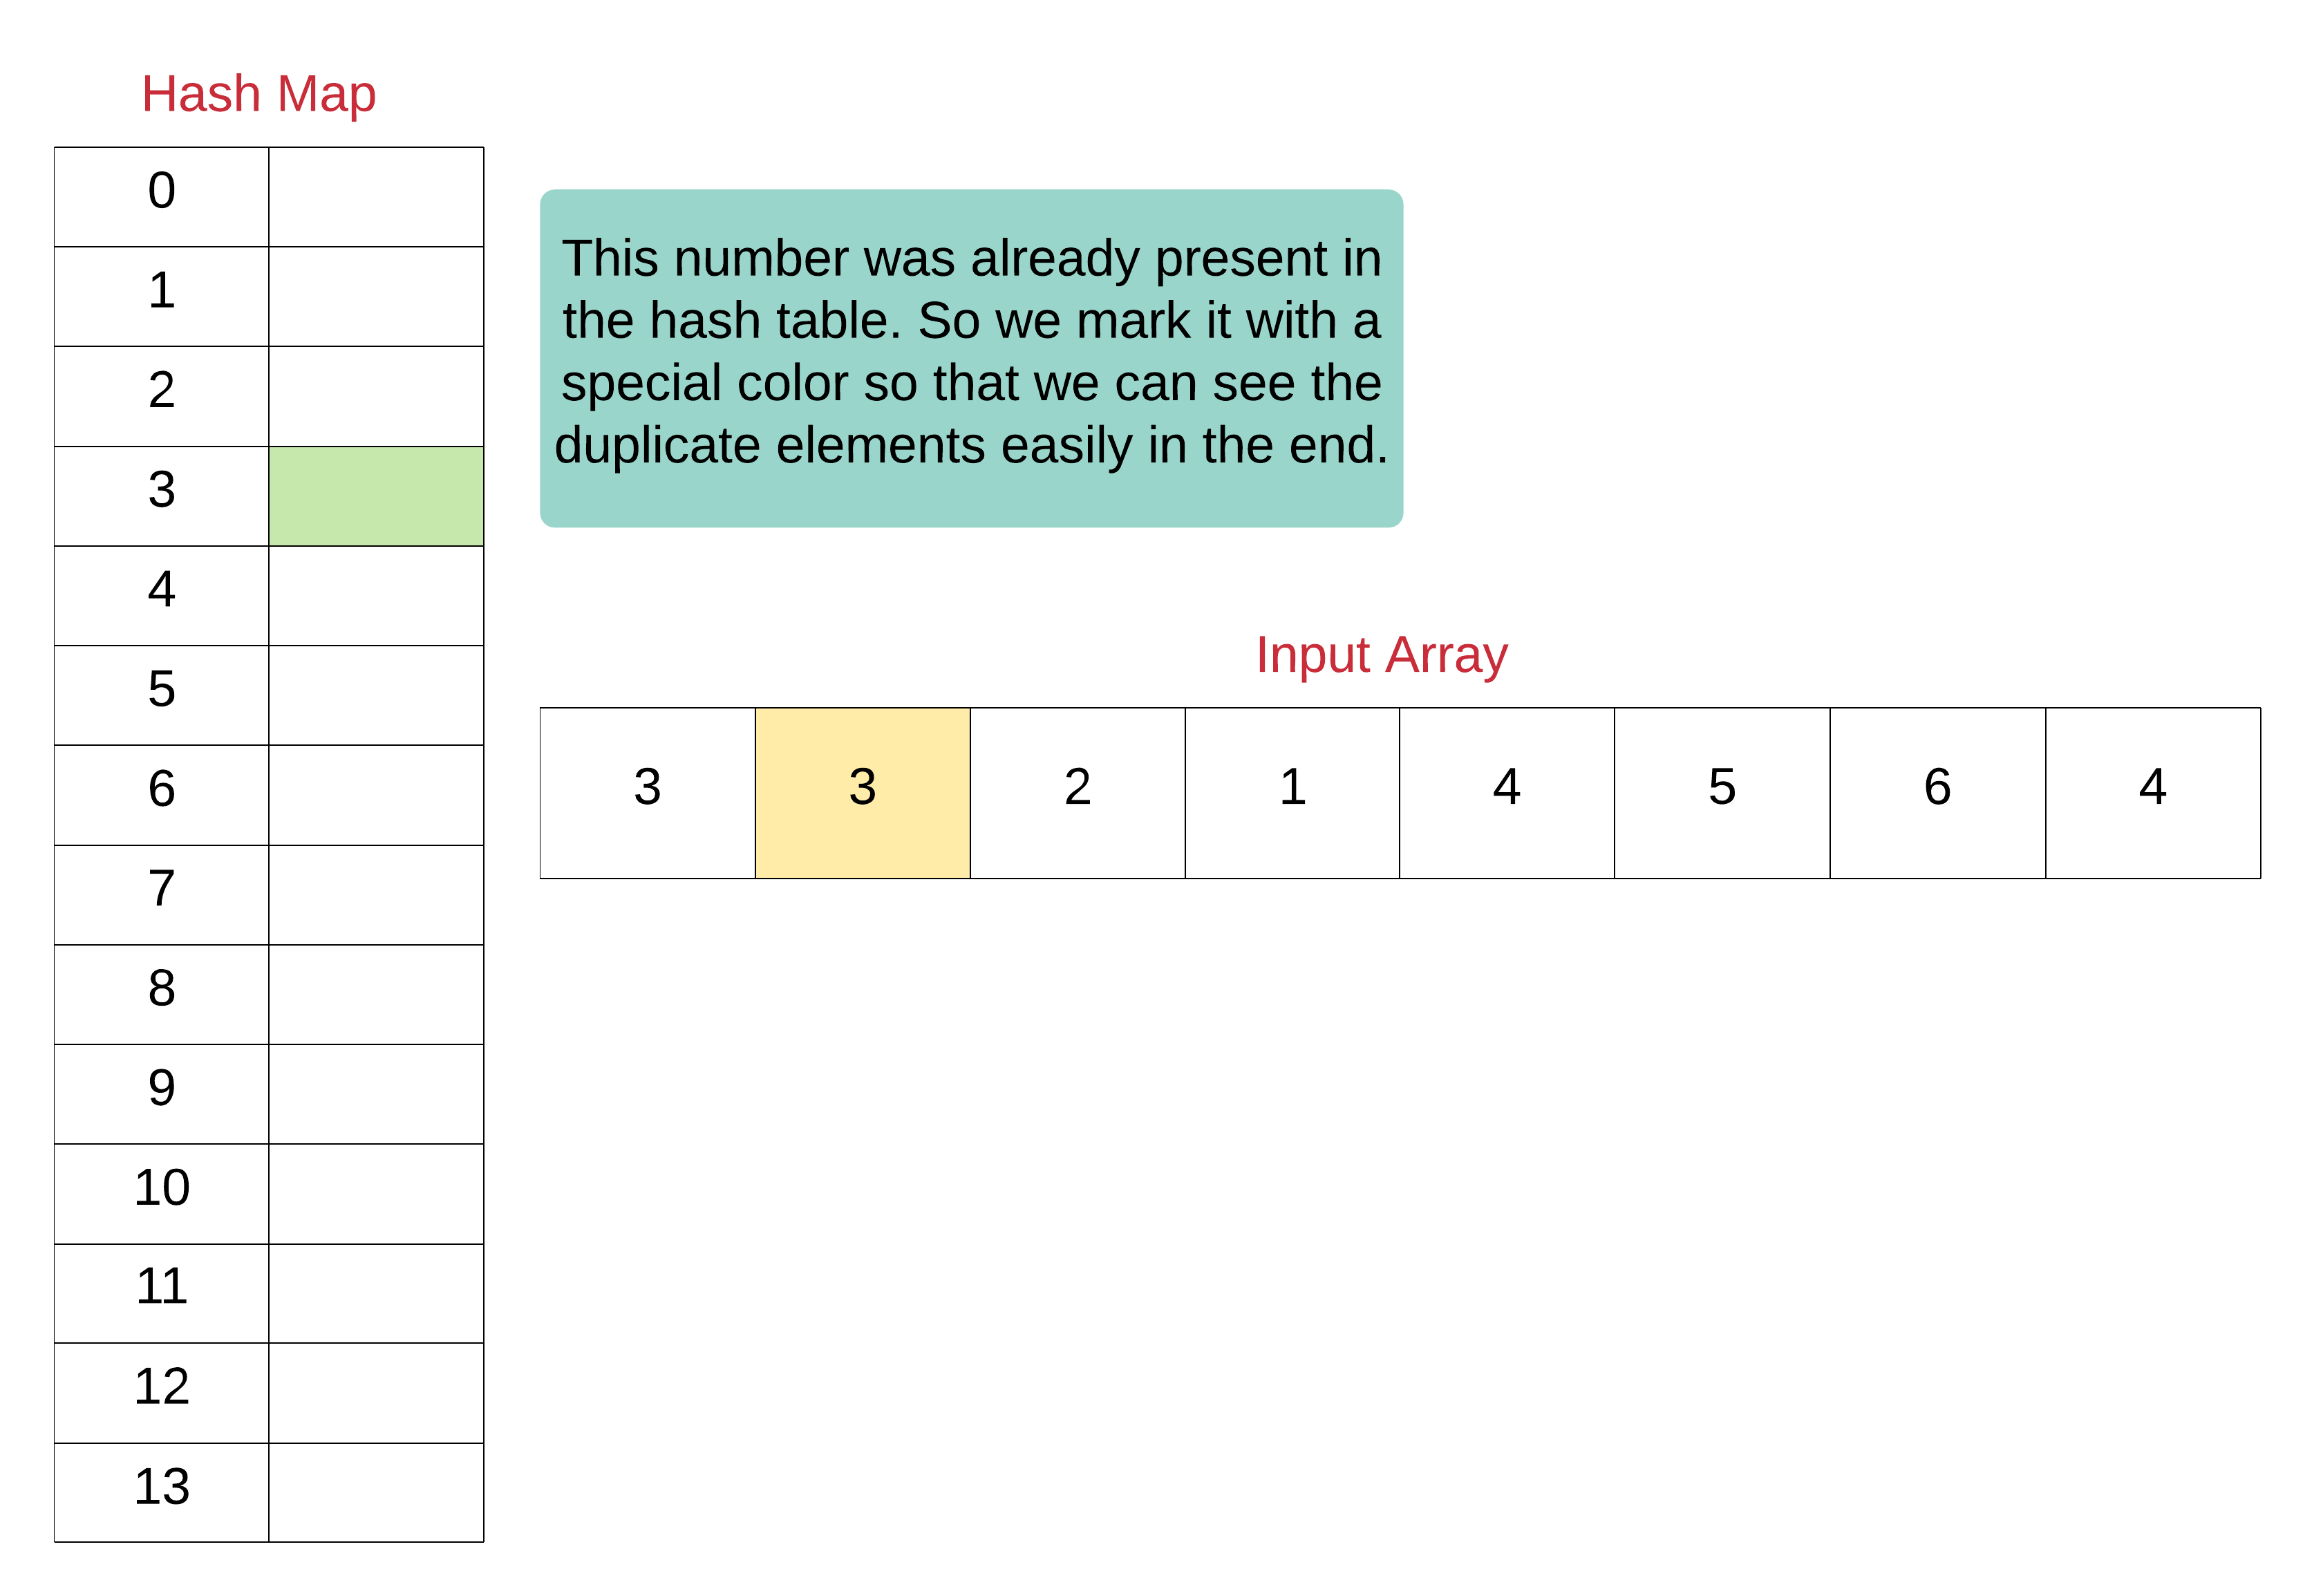 Hash Map
0
1
2
3
4
5
6
7
8
9
10
11
12
13
This number was already present in
the hash table. So we mark it with a
special color so that we can see the
duplicate elements easily in the end.
Input Array
3 3 2 1 4 5 6 4